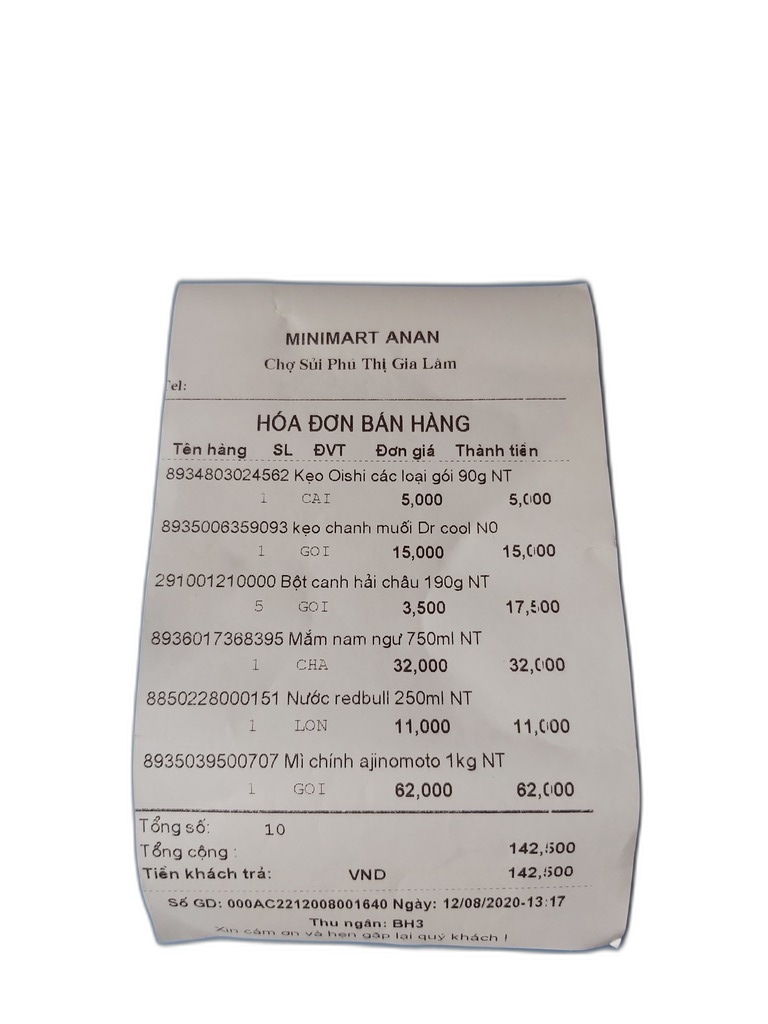 MINIMART ANAN
Chợ Sủi Phú Thị Gia Lâm
Tel:
HÓA ĐƠN BÁN HÀNG
Tên hàng SL ĐVT Đơn giá Thành tiền
8934803024562 Kẹo Oishi các loại gói 90g NT
1 CAI 5,000 5,000
8935006359093 kẹo chanh muối Dr cool N0
1 GOI 15,000 15,000
291001210000 Bột canh hải châu 190g NT
5 GOI 3,500 17,500
8936017368395 Mắm nam ngư 750ml NT
1 CHA 32,000 32,000
8850228000151 Nước redbull 250ml NT
1 LON 11,000 11,000
8935039500707 Mì chính ajinomoto 1kg NT
1 GOI 62,000 62,000
Tổng số: 10
Tổng cộng : 142,500
Tiền khách trả: VND 142,500
Số GD: 000AC2212008001640 Ngày: 12/08/2020-13:17
Thu ngân: BH3
Xin cảm ơn và hẹn gặp lại quý khách !